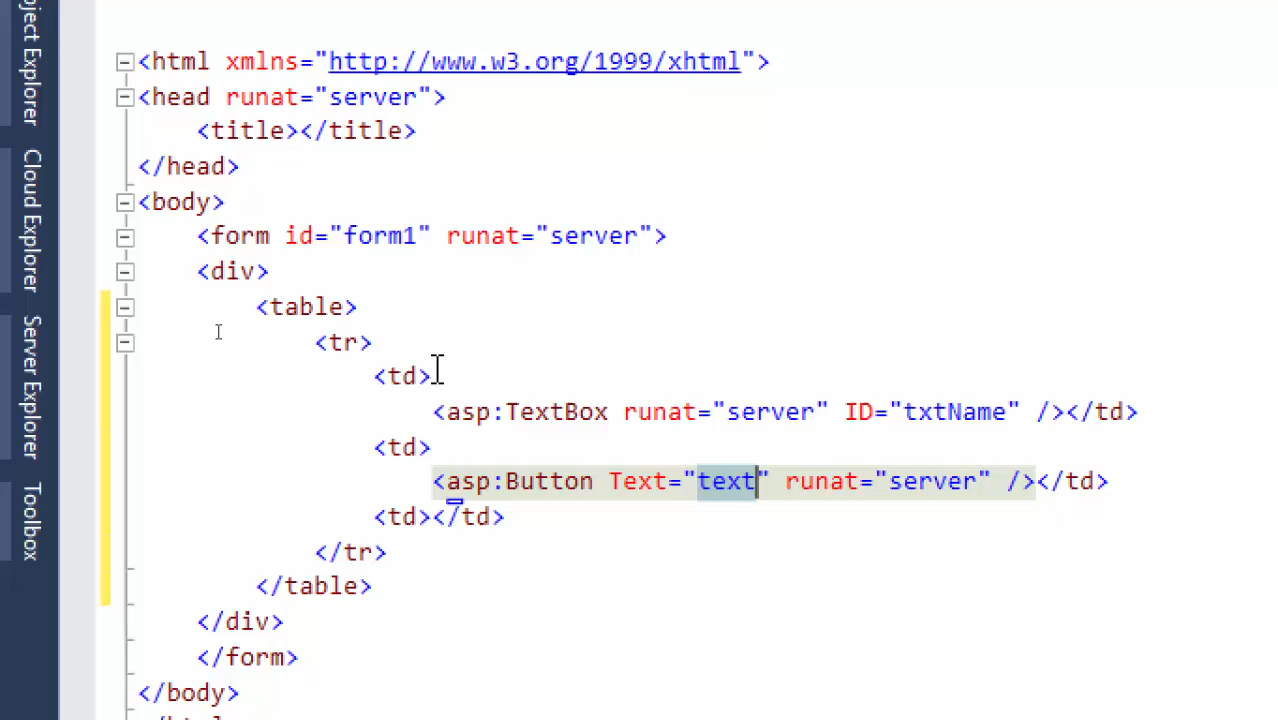 ject Explorer
Cloud Explorer
Server Explorer
Toolbox
<html xmlns="http://www.w3.org/1999/xhtml">
<head runat="server">
<title></title>
</head>
<body>
<form id="form1" runat="server">
<div>
<table>
<tr>
<td>
<asp:TextBox runat="server" ID="txtName" /></td>
<td>
<asp:Button Text="text" runat="server" /></td>
<td></td>
</tr>
</table>
</div>
</form>
</body>